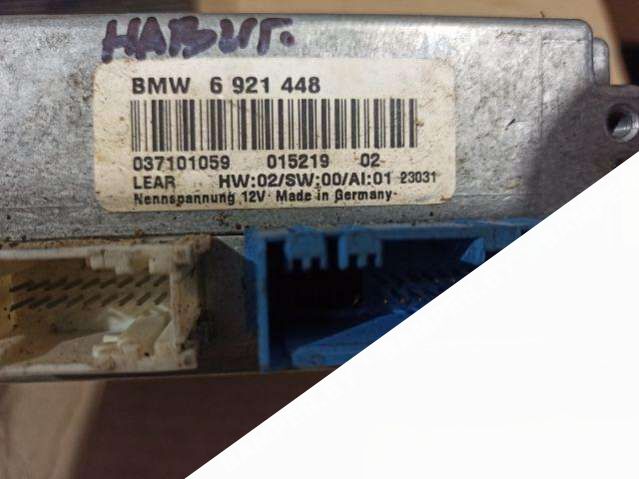 НАВИГ.
BMW 6 921 448
037101059 015219 02
LEAR HW:02/SW:00/AI:01 23031
Nennspannung 12V Made in Germany